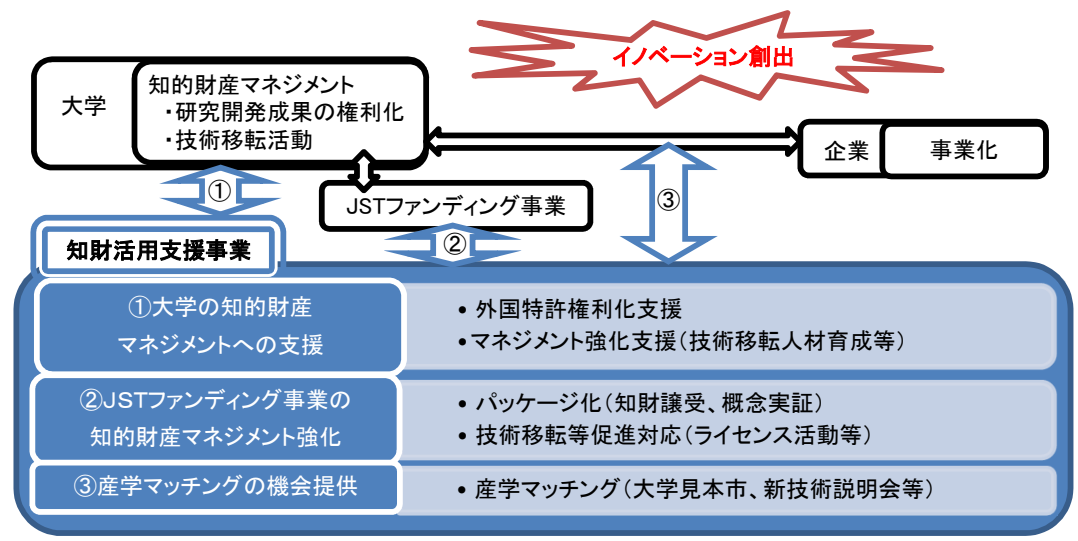 イノベーション創出
大学
知的財産マネジメント
・研究開発成果の権利化
・技術移転活動
企業
事業化
①
JSTファンディング事業
②
③
知財活用支援事業
①大学の知的財産
マネジメントへの支援
• 外国特許権利化支援
•マネジメント強化支援（技術移転人材育成等）
②JSTファンディング事業の
知的財産マネジメント強化
• パッケージ化（知財譲受、概念実証）
• 技術移転等促進対応（ライセンス活動等）
③産学マッチングの機会提供
• 産学マッチング（大学見本市、新技術説明会等）